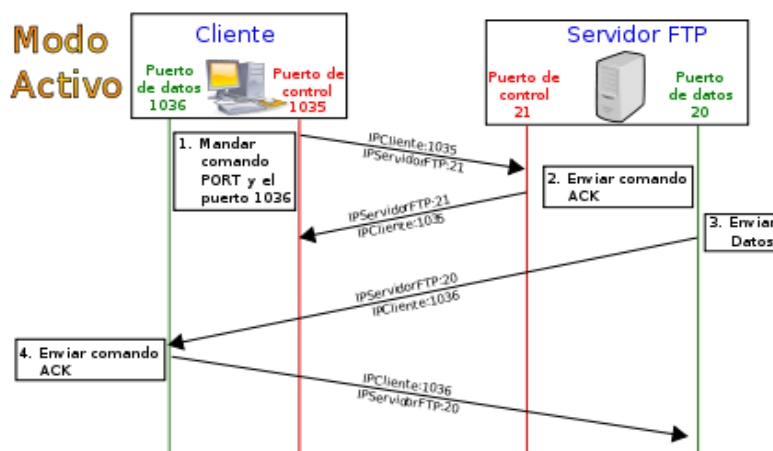 Modo
Activo
Cliente
Puerto
de datos
1036
Puerto de
control
1035
Servidor FTP
Puerto de
control
21
Puerto
de datos
20
1. Mandar
comando
PORT y el
puerto 1036
IPCliente:1035
IPServidorFTP:21
2. Enviar comando
ACK
IPServidorFTP:21
IPCliente:1035
3. Enviar
Datos
IPServidorFTP:20
IPCliente:1036
4. Enviar comando
ACK
IPCliente:1036
IPServidorFTP:20